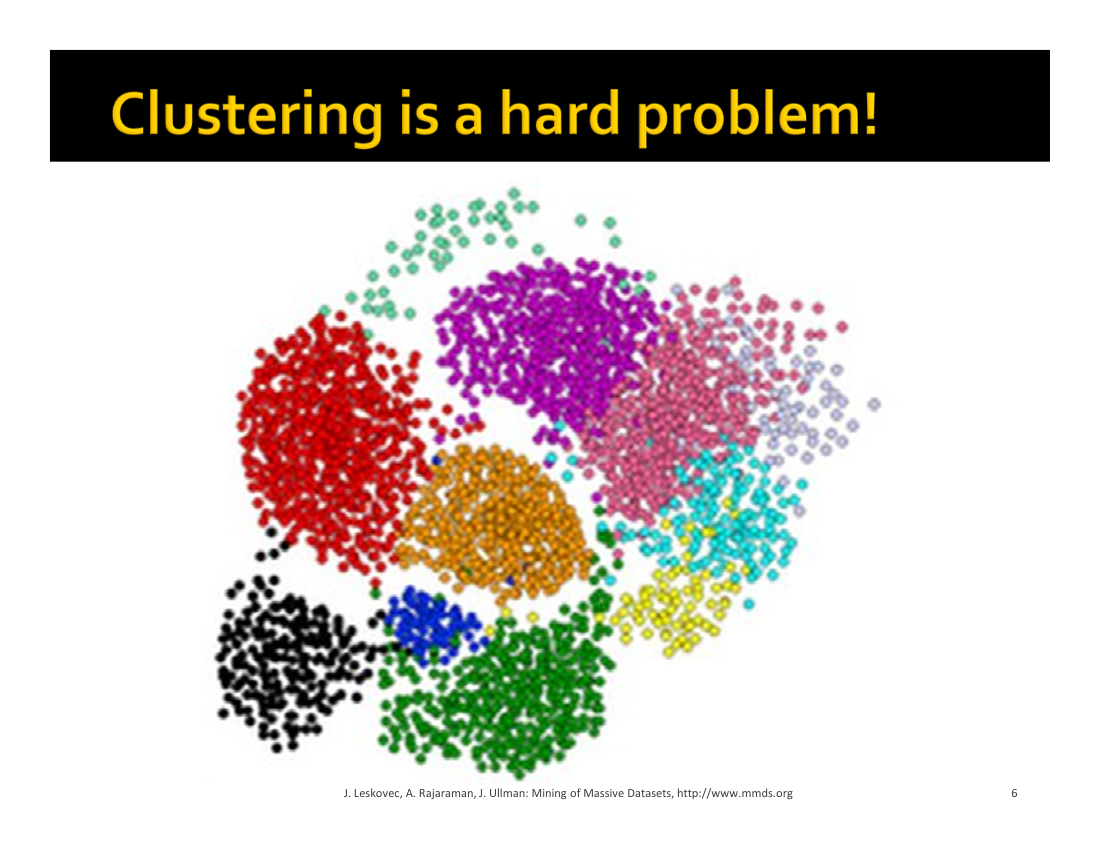 Clustering is a hard problem!
J. Leskovec, A. Rajaraman, J. Ullman: Mining of Massive Datasets, http://www.mmds.org
6